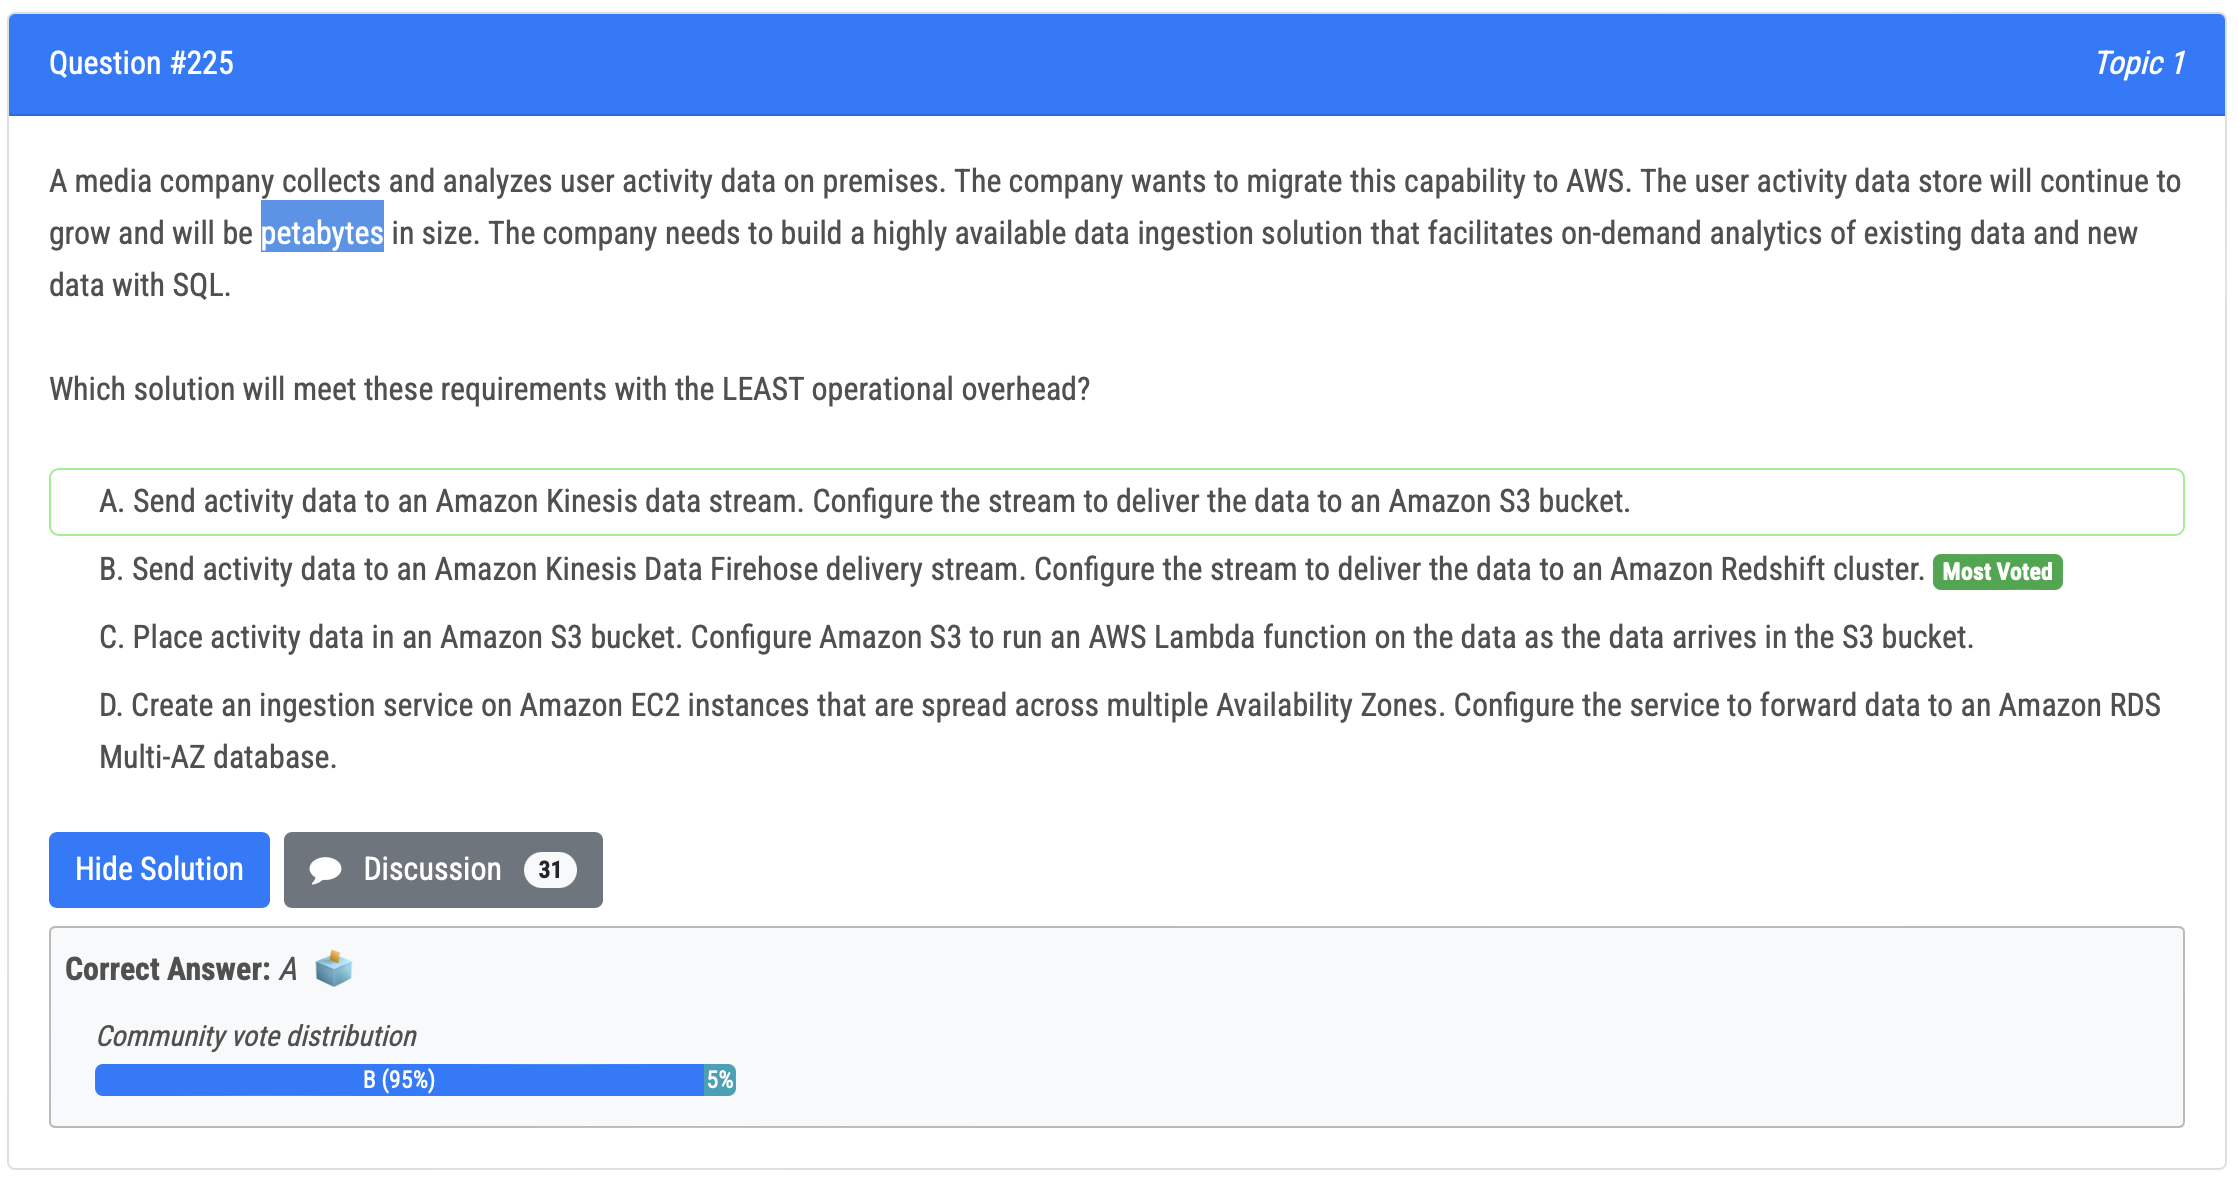 Question #225
Topic 1
A media company collects and analyzes user activity data on premises. The company wants to migrate this capability to AWS. The user activity data store will continue to
grow and will be petabytes in size. The company needs to build a highly available data ingestion solution that facilitates on-demand analytics of existing data and new
data with SQL.
Which solution will meet these requirements with the LEAST operational overhead?
A. Send activity data to an Amazon Kinesis data stream. Configure the stream to deliver the data to an Amazon S3 bucket.
B. Send activity data to an Amazon Kinesis Data Firehose delivery stream. Configure the stream to deliver the data to an Amazon Redshift cluster. Most Voted
C. Place activity data in an Amazon S3 bucket. Configure Amazon S3 to run an AWS Lambda function on the data as the data arrives in the S3 bucket.
D. Create an ingestion service on Amazon EC2 instances that are spread across multiple Availability Zones. Configure the service to forward data to an Amazon RDS
Multi-AZ database.
Hide Solution
Discussion 31
Correct Answer: A
Community vote distribution
B (95%)
5%